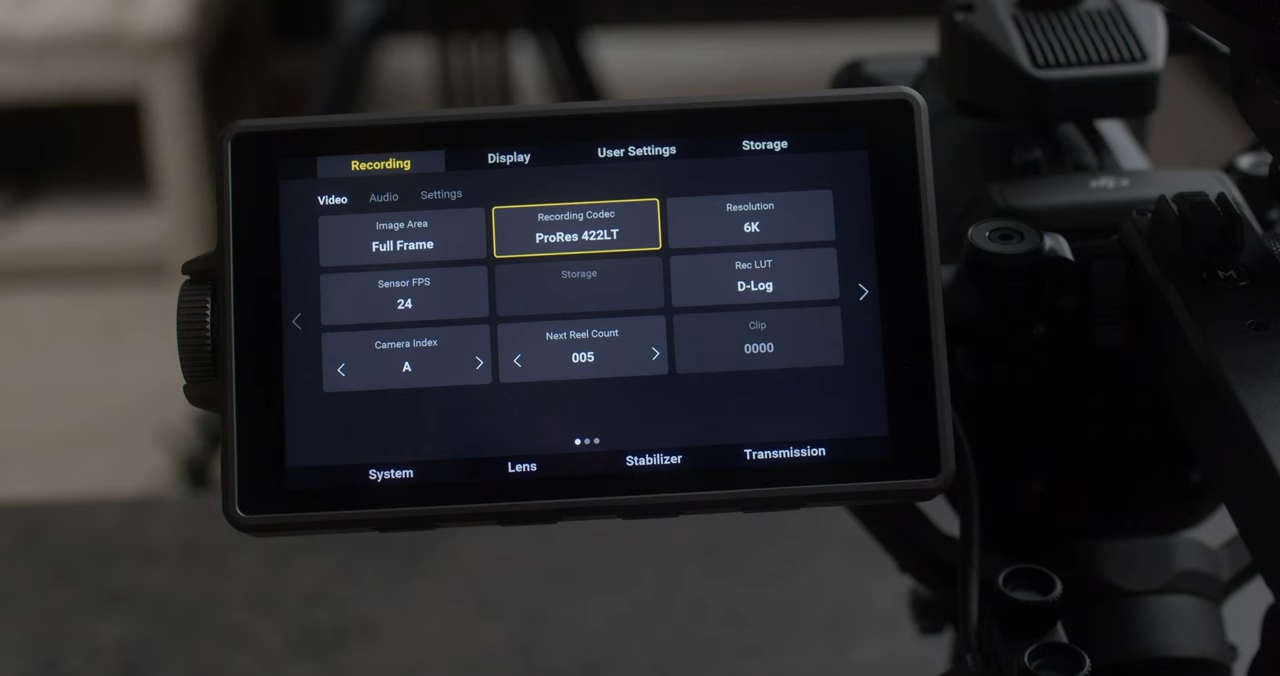 Recording Display User Settings Storage
Video Audio Settings
Image Area
Full Frame
Recording Codec
ProRes 422LT
Resolution
6K
Sensor FPS
24
Storage
Rec LUT
D-Log
Camera Index
A
Next Reel Count
005
Clip
0000
System Lens Stabilizer Transmission
dji
M